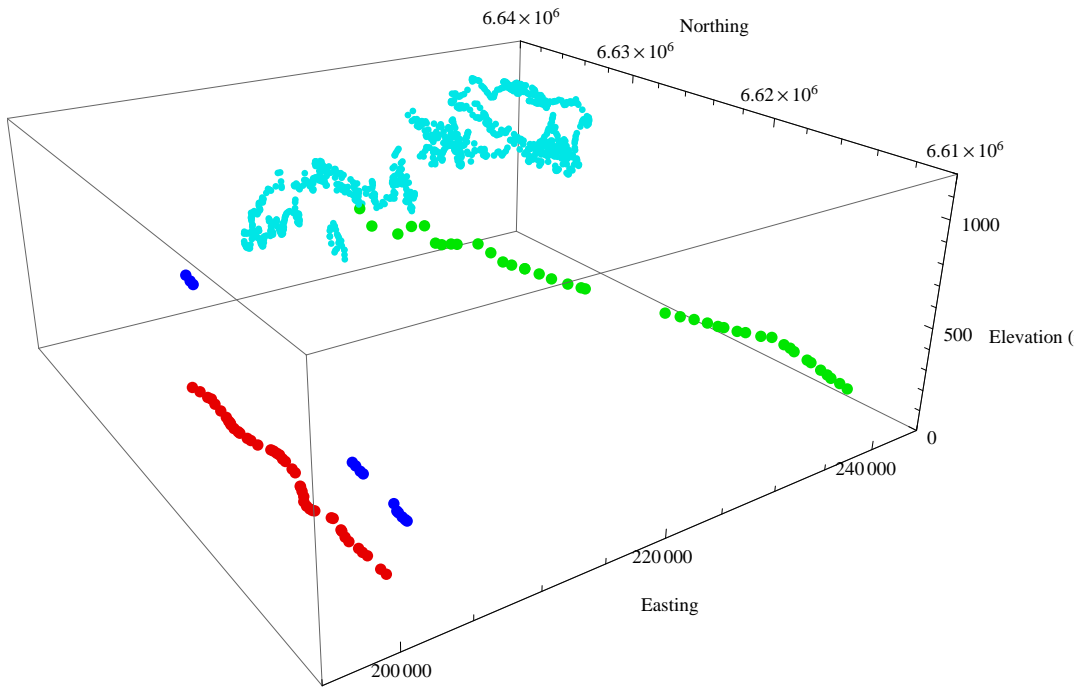 6.64 × 10⁶
Northing
6.63 × 10⁶
6.62 × 10⁶
6.61 × 10⁶
1000
500
Elevation (
0
240 000
220 000
Easting
200 000